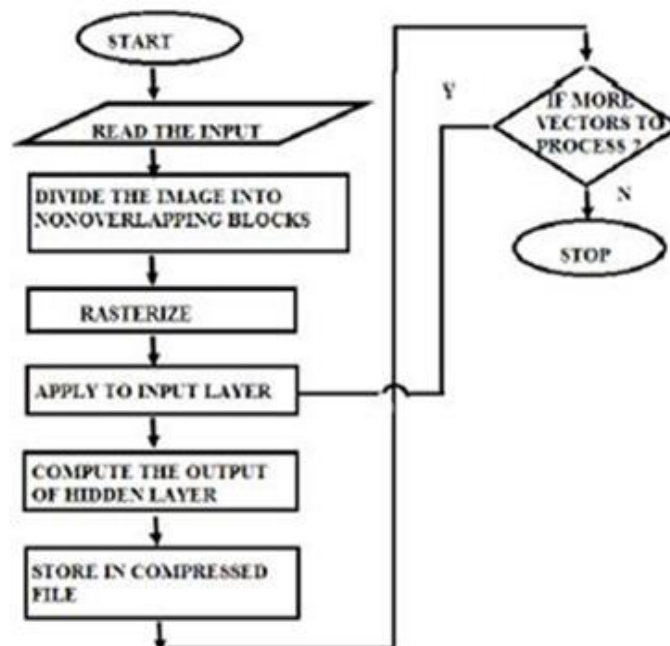 START
READ THE INPUT
DIVIDE THE IMAGE INTO
NONOVERLAPPING BLOCKS
RASTERIZE
APPLY TO INPUT LAYER
COMPUTE THE OUTPUT
OF HIDDEN LAYER
STORE IN COMPRESSED
FILE
Y
IF MORE
VECTORS TO
PROCESS ?
N
STOP